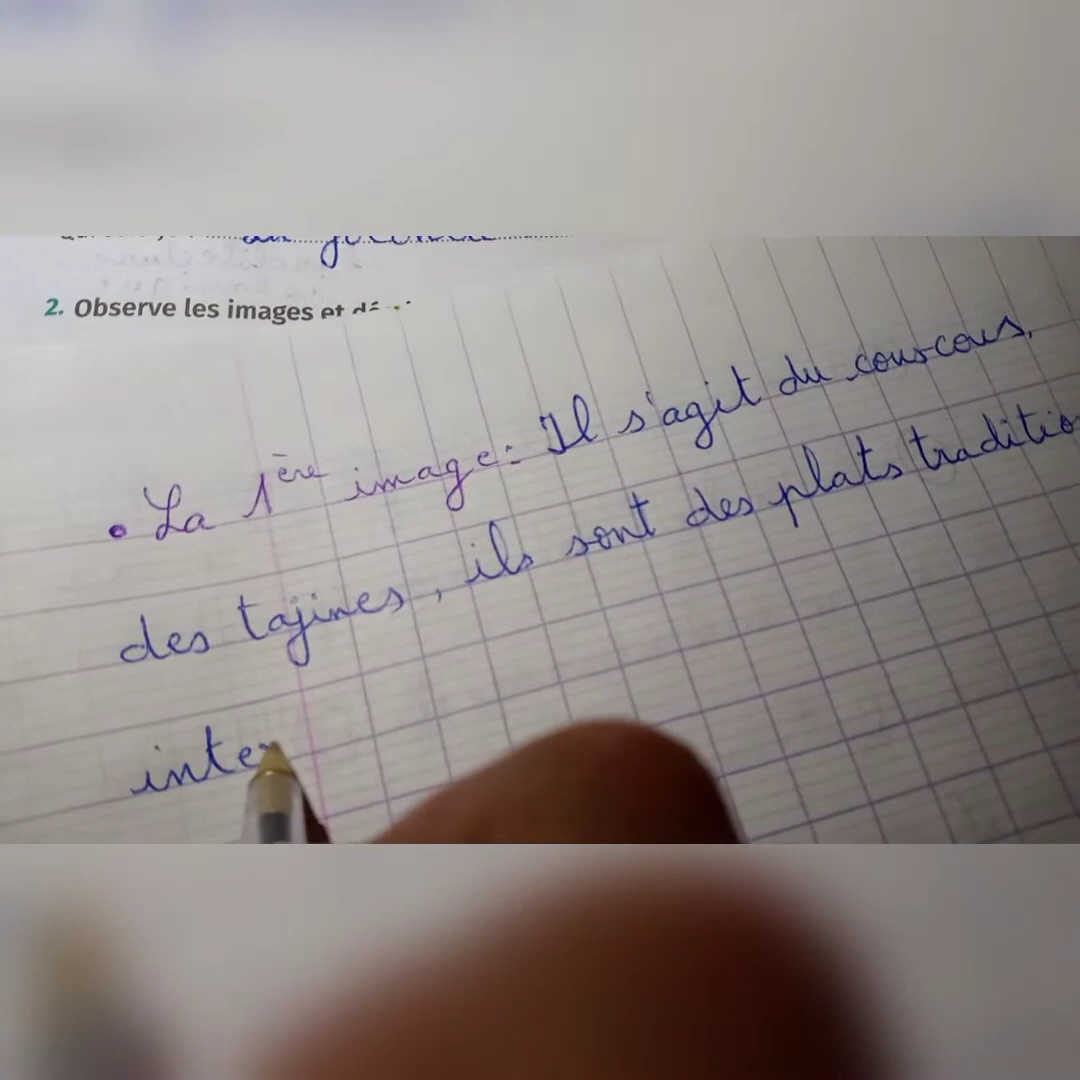 2. Observe les images et
• La 1ère image : Il s'agit du couscous,
des tajines, ils sont des plats traditio
inte